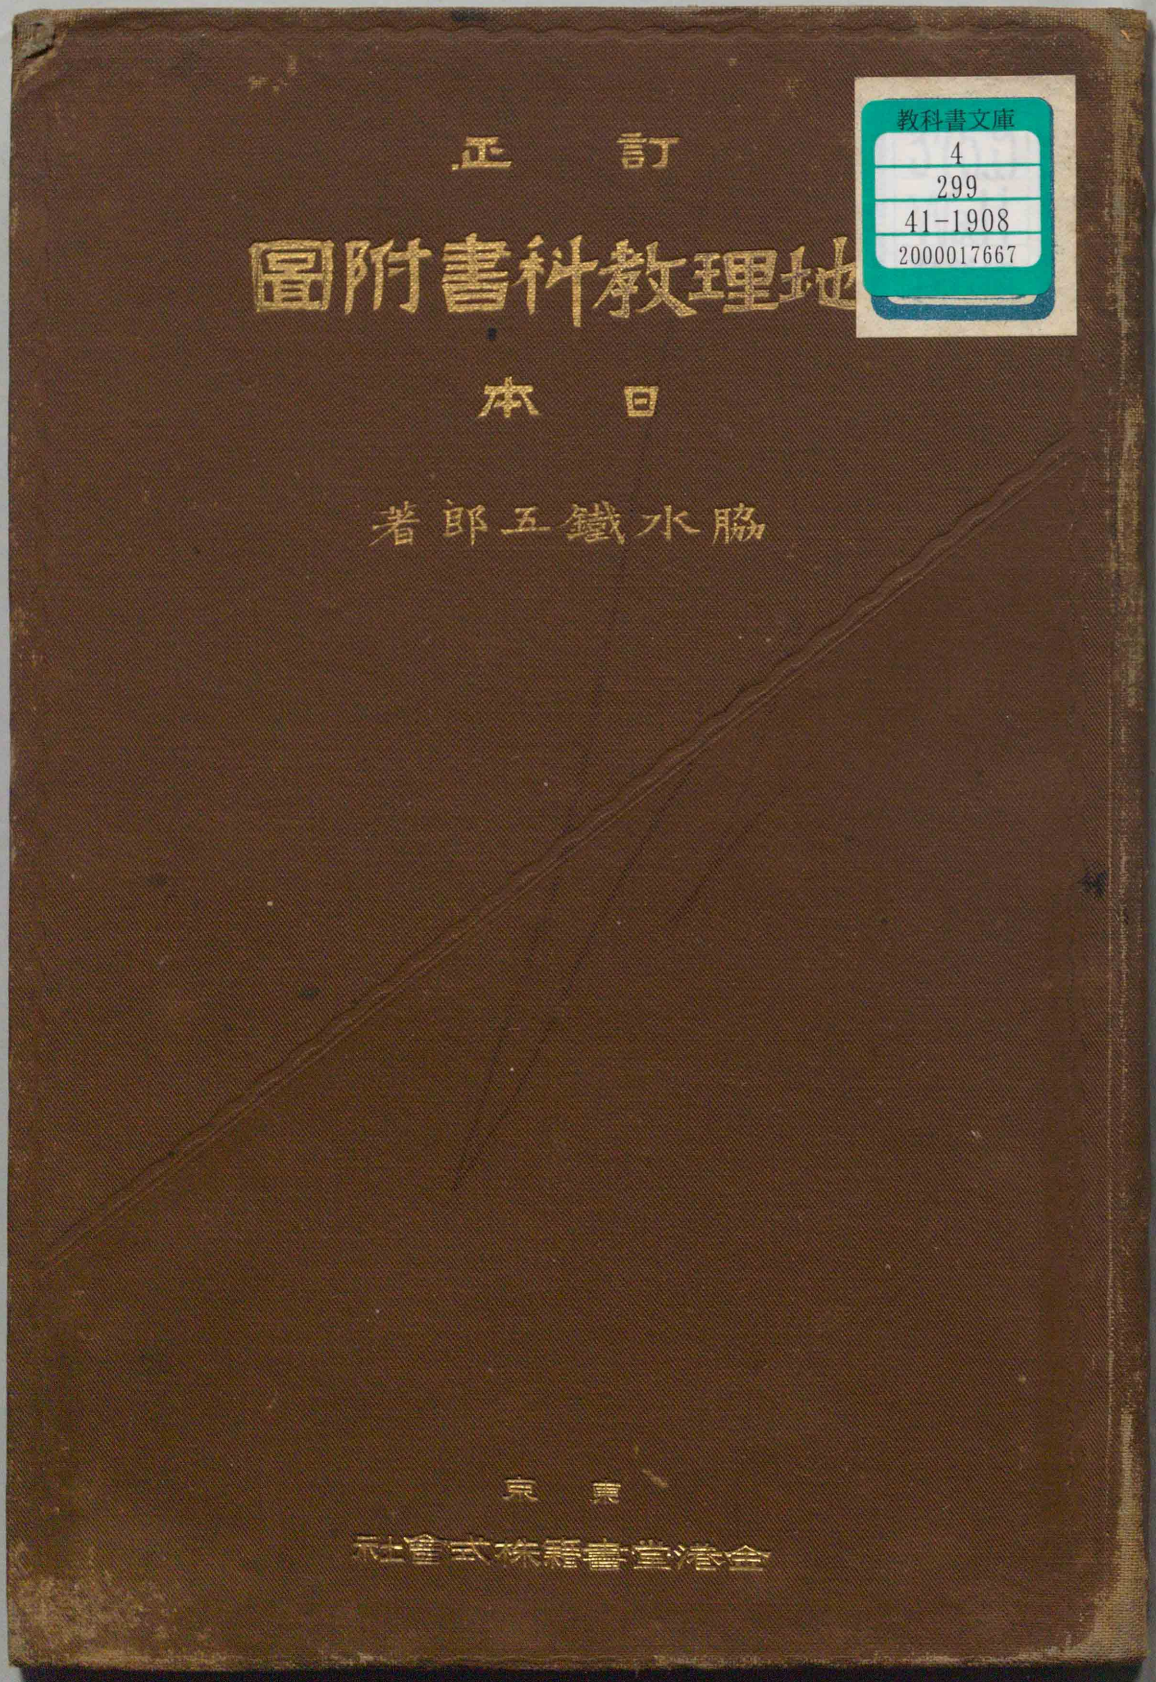 訂正
地理教科書附圖
日本
脇水鐵五郎著
東京
金港堂書籍株式會社
教科書文庫
4
299
41-1908
2000017667